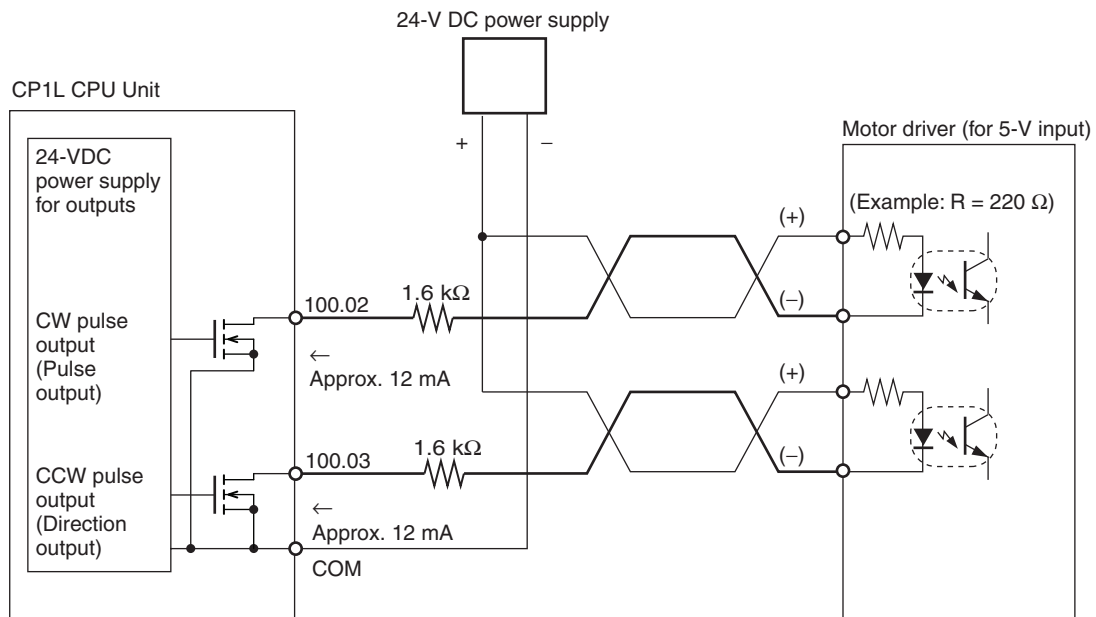 24-V DC power supply
CP1L CPU Unit
+
−
Motor driver (for 5-V input)
24-VDC
power supply
for outputs
(Example: R = 220 Ω)
(+)
(−)
100.02
1.6 kΩ
CW pulse
output
(Pulse
output)
←
Approx. 12 mA
(+)
(−)
100.03
1.6 kΩ
CCW pulse
output
(Direction
output)
←
Approx. 12 mA
COM